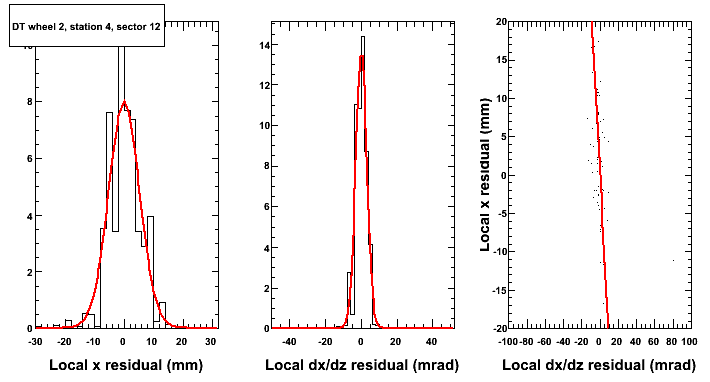 DT wheel 2, station 4, sector 12
8
6
4
2
0
-30 -20 -10 0 10 20 30
Local x residual (mm)
14
12
10
8
6
4
2
0
-40 -20 0 20 40
Local dx/dz residual (mrad)
Local x residual (mm)
20
15
10
5
0
-5
-10
-15
-20
-100 -80 -60 -40 -20 0 20 40 60 80 100
Local dx/dz residual (mrad)